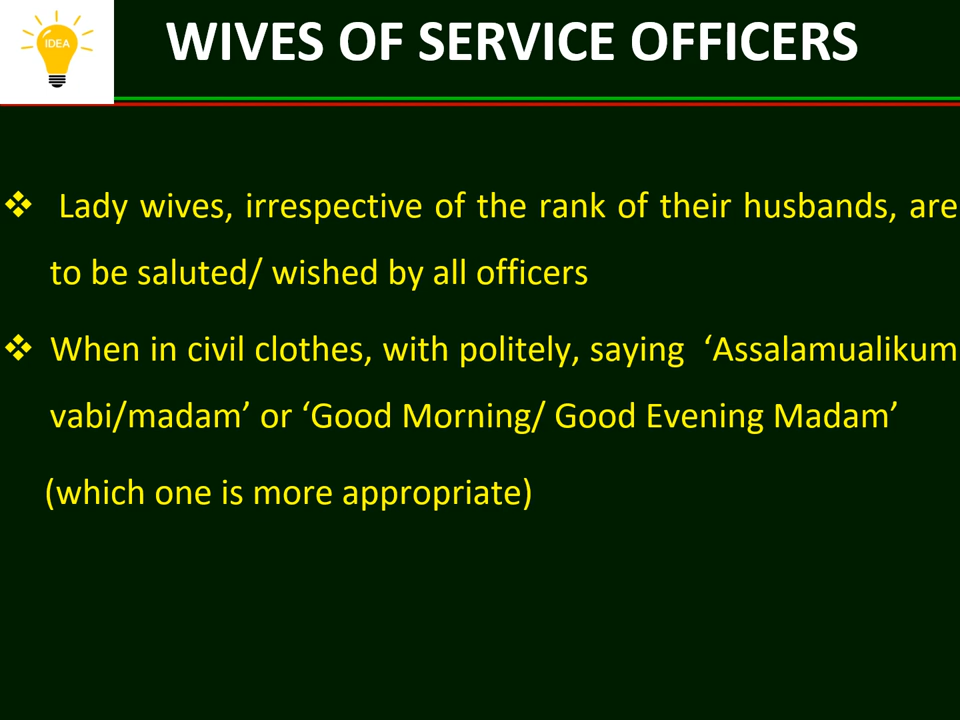 IDEA
WIVES OF SERVICE OFFICERS
❖ Lady wives, irrespective of the rank of their husbands, are
to be saluted/ wished by all officers
❖ When in civil clothes, with politely, saying ‘Assalamualikum
vabi/madam’ or ‘Good Morning/ Good Evening Madam’
(which one is more appropriate)